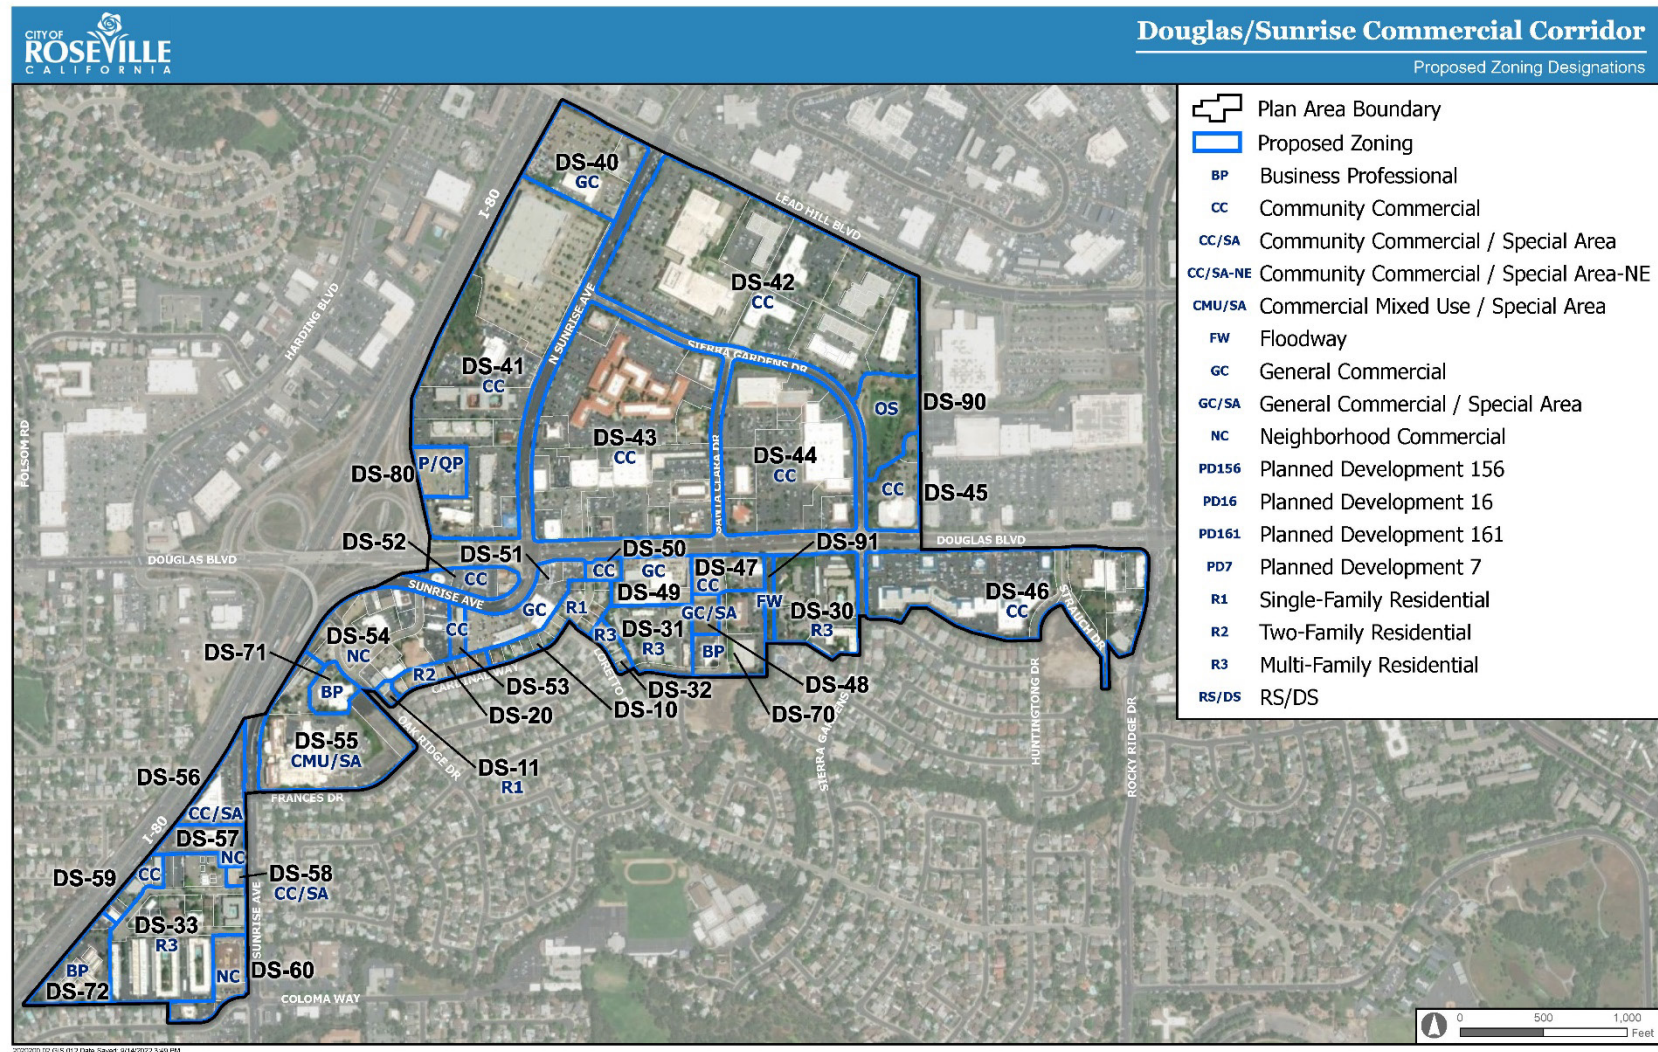 CITY OF
ROSEVILLE
CALIFORNIA
Douglas/Sunrise Commercial Corridor
Proposed Zoning Designations
Plan Area Boundary
Proposed Zoning
BP Business Professional
CC Community Commercial
CC/SA Community Commercial / Special Area
CC/SA-NE Community Commercial / Special Area-NE
CMU/SA Commercial Mixed Use / Special Area
FW Floodway
GC General Commercial
GC/SA General Commercial / Special Area
NC Neighborhood Commercial
PD156 Planned Development 156
PD16 Planned Development 16
PD161 Planned Development 161
PD7 Planned Development 7
R1 Single-Family Residential
R2 Two-Family Residential
R3 Multi-Family Residential
RS/DS RS/DS
DS-40
GC
I-80
LEAD HILL BLVD
DS-42
CC
HARDING BLVD
N SUNRISE AVE
SIERRA GARDENS DR
DS-41
CC
OS
DS-90
FOLSOM RD
DS-43
CC
SANTA CLARA DR
DS-44
CC
DS-80
P/QP
CC
DS-45
DOUGLAS BLVD
DS-52
DS-51
DS-50
DS-91
DOUGLAS BLVD
CC
SUNRISE AVE
CC
GC
DS-47
CC
DS-49
DS-46
CC
STRAUCH DR
GC
R1
GC/SA
FW
DS-30
R3
DS-54
NC
CC
R3
DS-31
R3
BP
DS-71
BP
R2
CARDINAL WAY
LORETTO
DS-53
DS-32
DS-48
DS-20
DS-10
DS-70
SIERRA GARDENS
HUNTINGTONG DR
ROCKY RIDGE DR
OAK RIDGE DR
DS-55
CMU/SA
DS-11
R1
DS-56
FRANCES DR
CC/SA
I-80
DS-57
NC
DS-59
CC
DS-58
CC/SA
SUNRISE AVE
DS-33
R3
BP
DS-72
NC
DS-60
COLOMA WAY
0 500 1,000
Feet